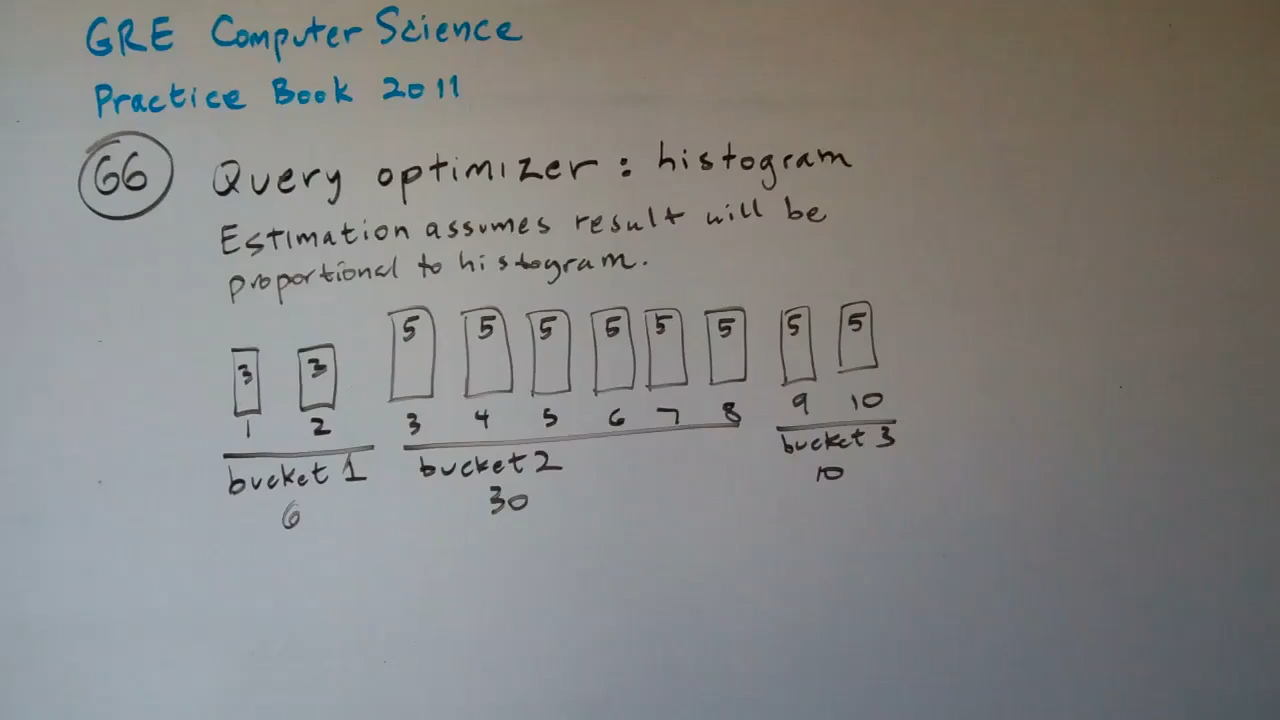 GRE Computer Science
Practice Book 2011
66 Query optimizer: histogram
Estimation assumes result will be
proportional to histogram.
3 3 5 5 5 5 5 5 5 5
1 2 3 4 5 6 7 8 9 10
bucket 1 bucket 2 bucket 3
6 30 10